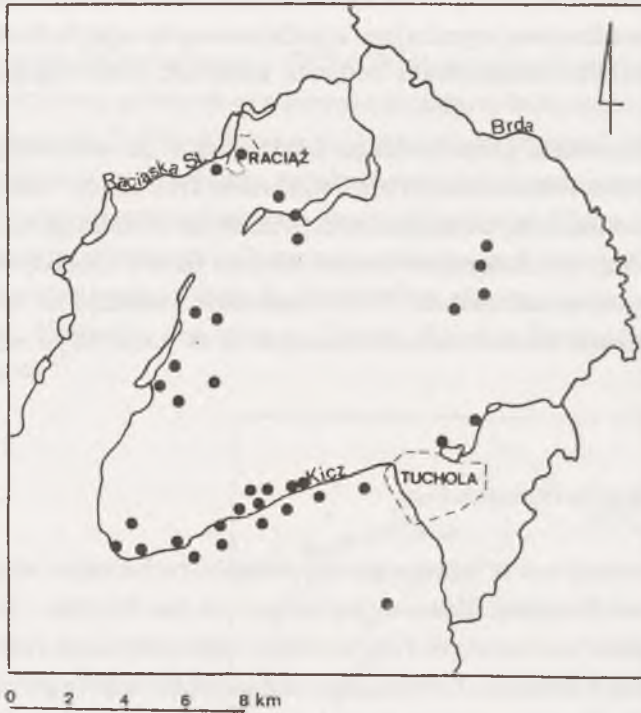 Brda
Raciąska St.
RACIĄŻ
Kicz
TUCHOLA
0 2 4 6 8 km